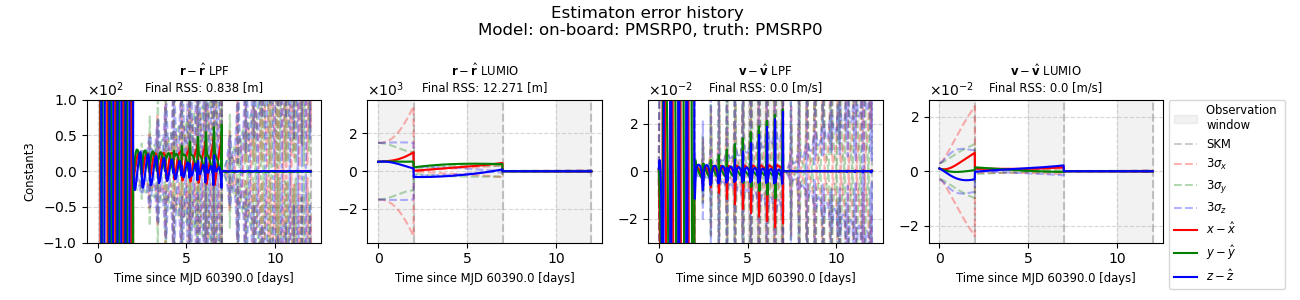 Estimaton error history
Model: on-board: PMSRP0, truth: PMSRP0
r − r̂ LPF
Final RSS: 0.838 [m]
×10²
1.0
0.5
0.0
−0.5
−1.0
0
5
10
Constant3
Time since MJD 60390.0 [days]
r − r̂ LUMIO
Final RSS: 12.271 [m]
×10³
2
0
−2
0
5
10
Time since MJD 60390.0 [days]
v − v̂ LPF
Final RSS: 0.0 [m/s]
×10⁻²
2
0
−2
0
5
10
Time since MJD 60390.0 [days]
v − v̂ LUMIO
Final RSS: 0.0 [m/s]
×10⁻²
2
0
−2
0
5
10
Time since MJD 60390.0 [days]
Observation
window
SKM
3σₓ
3σ_y
3σ_z
x − x̂
y − ŷ
z − ẑ